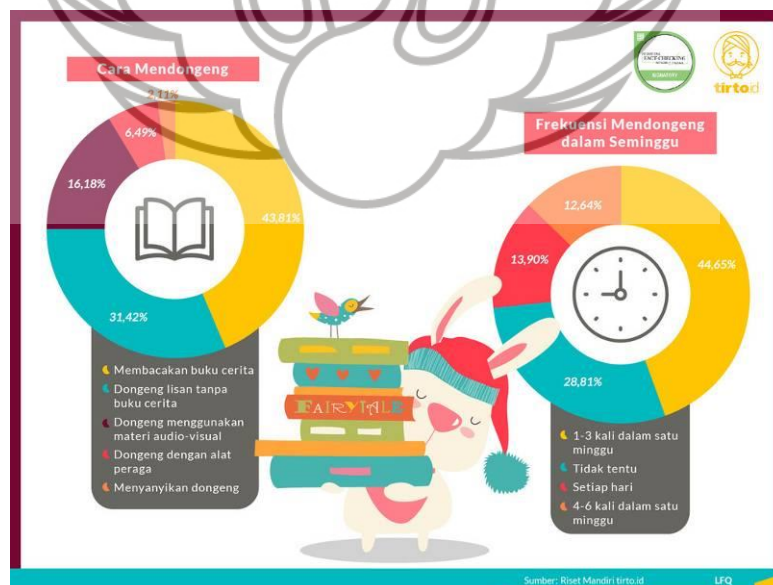 Cara Mendongeng
2,11%
6,49%
16,18%
43,81%
31,42%
Membacakan buku cerita
Dongeng lisan tanpa
buku cerita
Dongeng menggunakan
materi audio-visual
Dongeng dengan alat
peraga
Menyanyikan dongeng
FAIRYTALE
FACT-CHECKING
tirto.id
Frekuensi Mendongeng
dalam Seminggu
12,64%
13,90%
44,65%
28,81%
1-3 kali dalam satu
minggu
Tidak tentu
Setiap hari
4-6 kali dalam satu
minggu
Sumber: Riset Mandiri tirto.id
LFQ